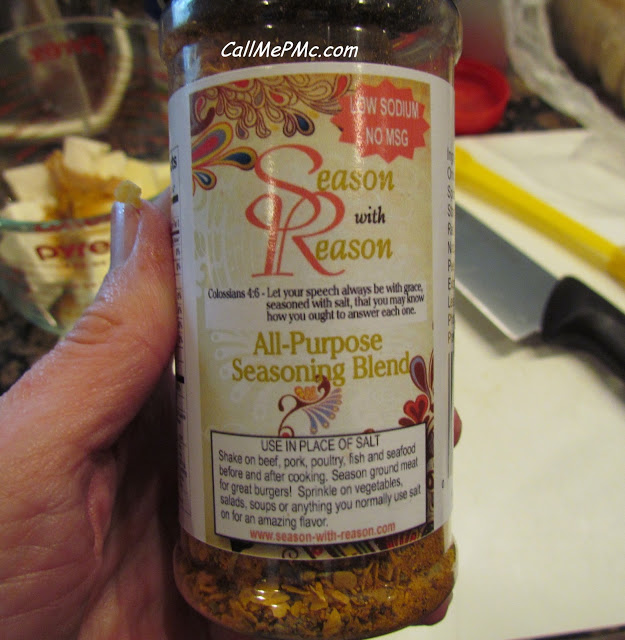 CallMePMc.com
LOW SODIUM
NO MSG
Season
with
Reason
Colossians 4:6 - Let your speech always be with grace,
seasoned with salt, that you may know
how you ought to answer each one.
All-Purpose
Seasoning Blend
USE IN PLACE OF SALT
Shake on beef, pork, poultry, fish and seafood
before and after cooking. Season ground meat
for great burgers! Sprinkle on vegetables,
salads, soups or anything you normally use salt
on for an amazing flavor.
www.season-with-reason.com